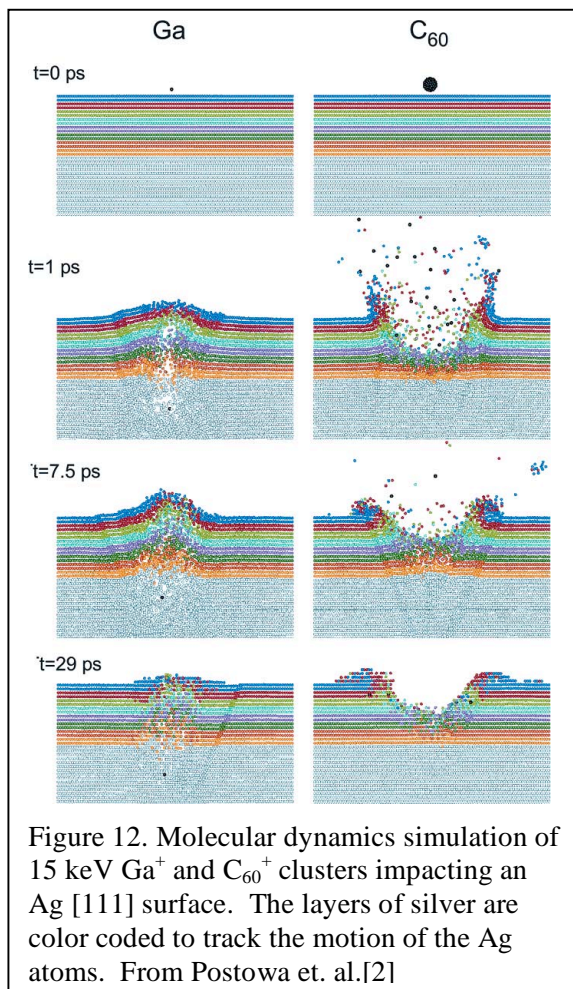 Ga C₆₀
t=0 ps
t=1 ps
t=7.5 ps
t=29 ps
Figure 12. Molecular dynamics simulation of
15 keV Ga⁺ and C₆₀⁺ clusters impacting an
Ag [111] surface. The layers of silver are
color coded to track the motion of the Ag
atoms. From Postowa et. al.[2]